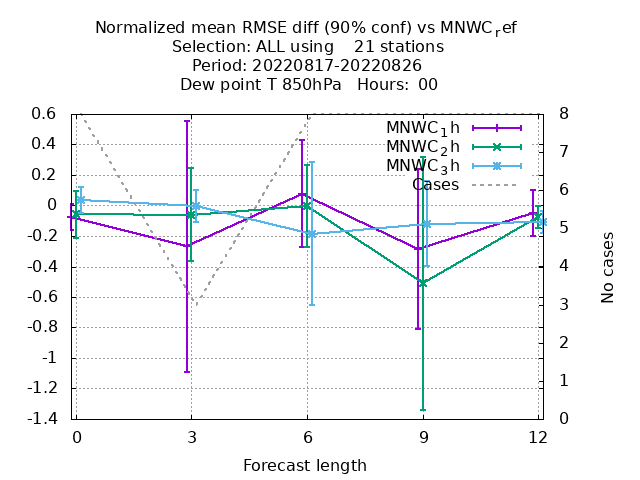 Normalized mean RMSE diff (90% conf) vs MNWC_ref
Selection: ALL using 21 stations
Period: 20220817-20220826
Dew point T 850hPa Hours: 00
MNWC_1h
MNWC_2h
MNWC_3h
Cases
0.6
0.4
0.2
0
-0.2
-0.4
-0.6
-0.8
-1
-1.2
-1.4
8
7
6
5
4
3
2
1
0
No cases
0 3 6 9 12
Forecast length